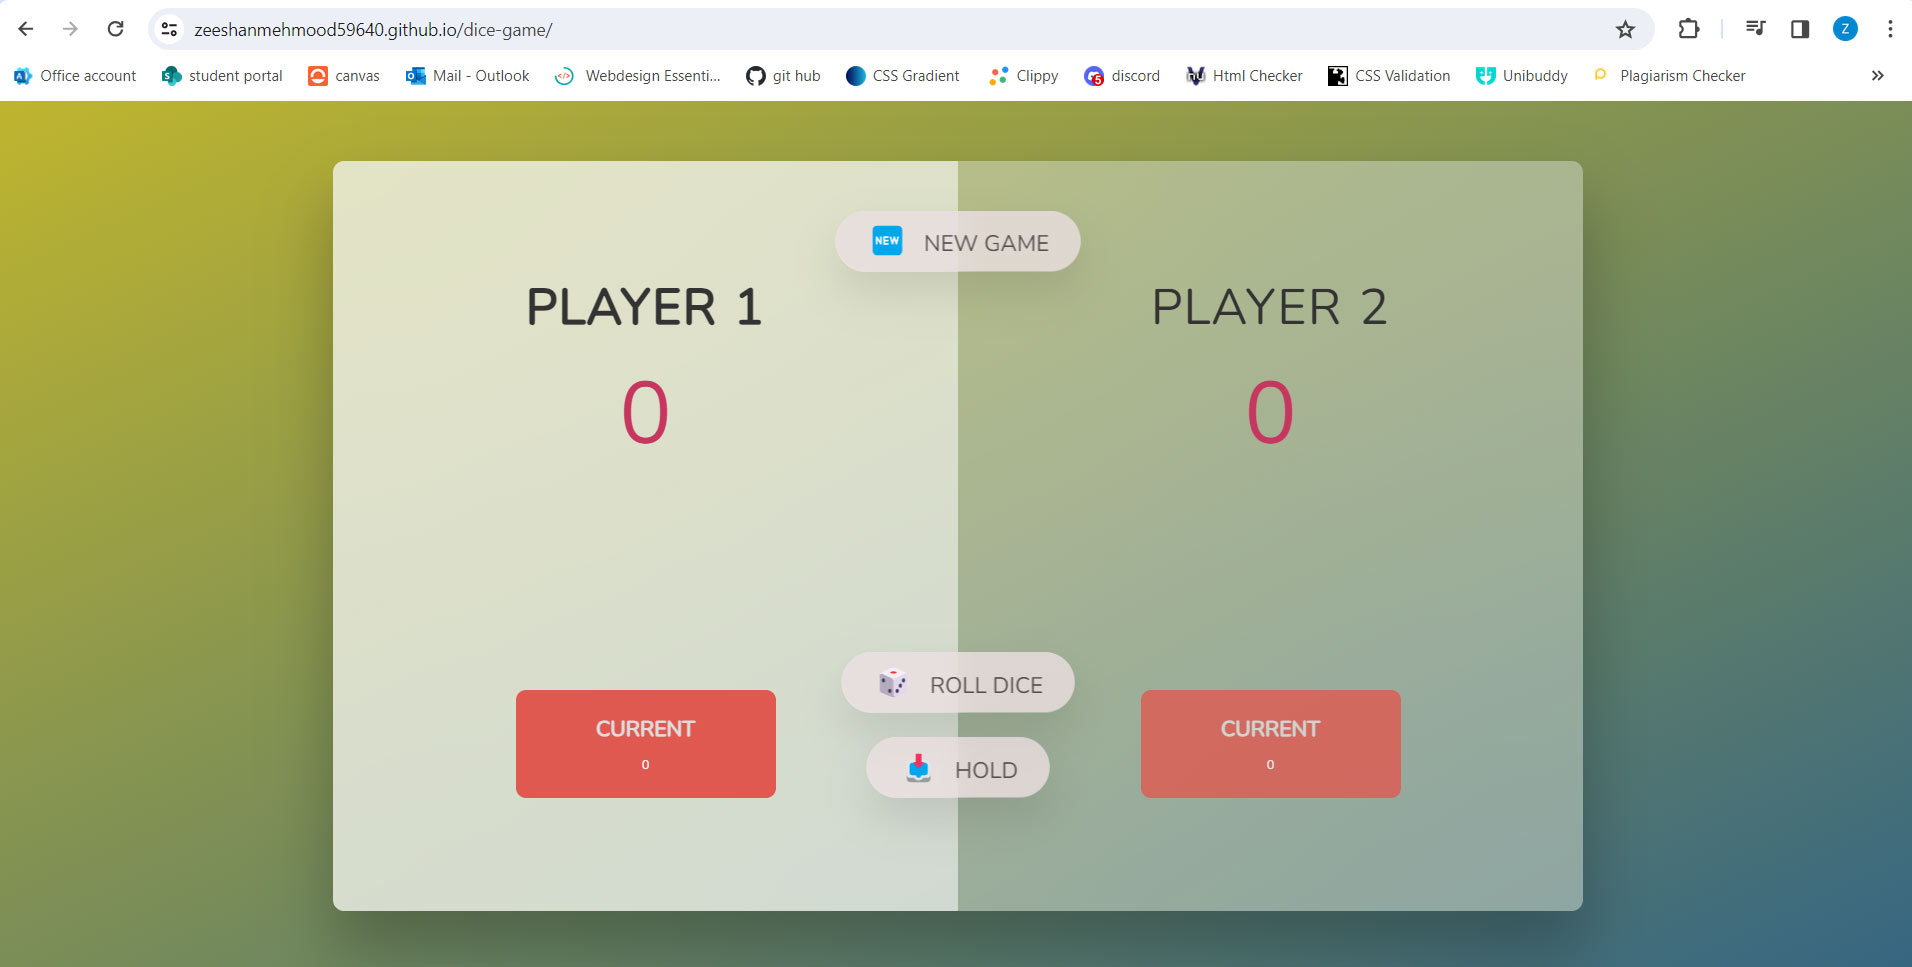 zeeshanmehmood59640.github.io/dice-game/
Z
Office account
student portal
canvas
Mail - Outlook
Webdesign Essenti...
git hub
CSS Gradient
Clippy
5
discord
Html Checker
CSS Validation
Unibuddy
Plagiarism Checker
NEW NEW GAME
PLAYER 1
PLAYER 2
0
0
ROLL DICE
CURRENT
CURRENT
0
HOLD
0